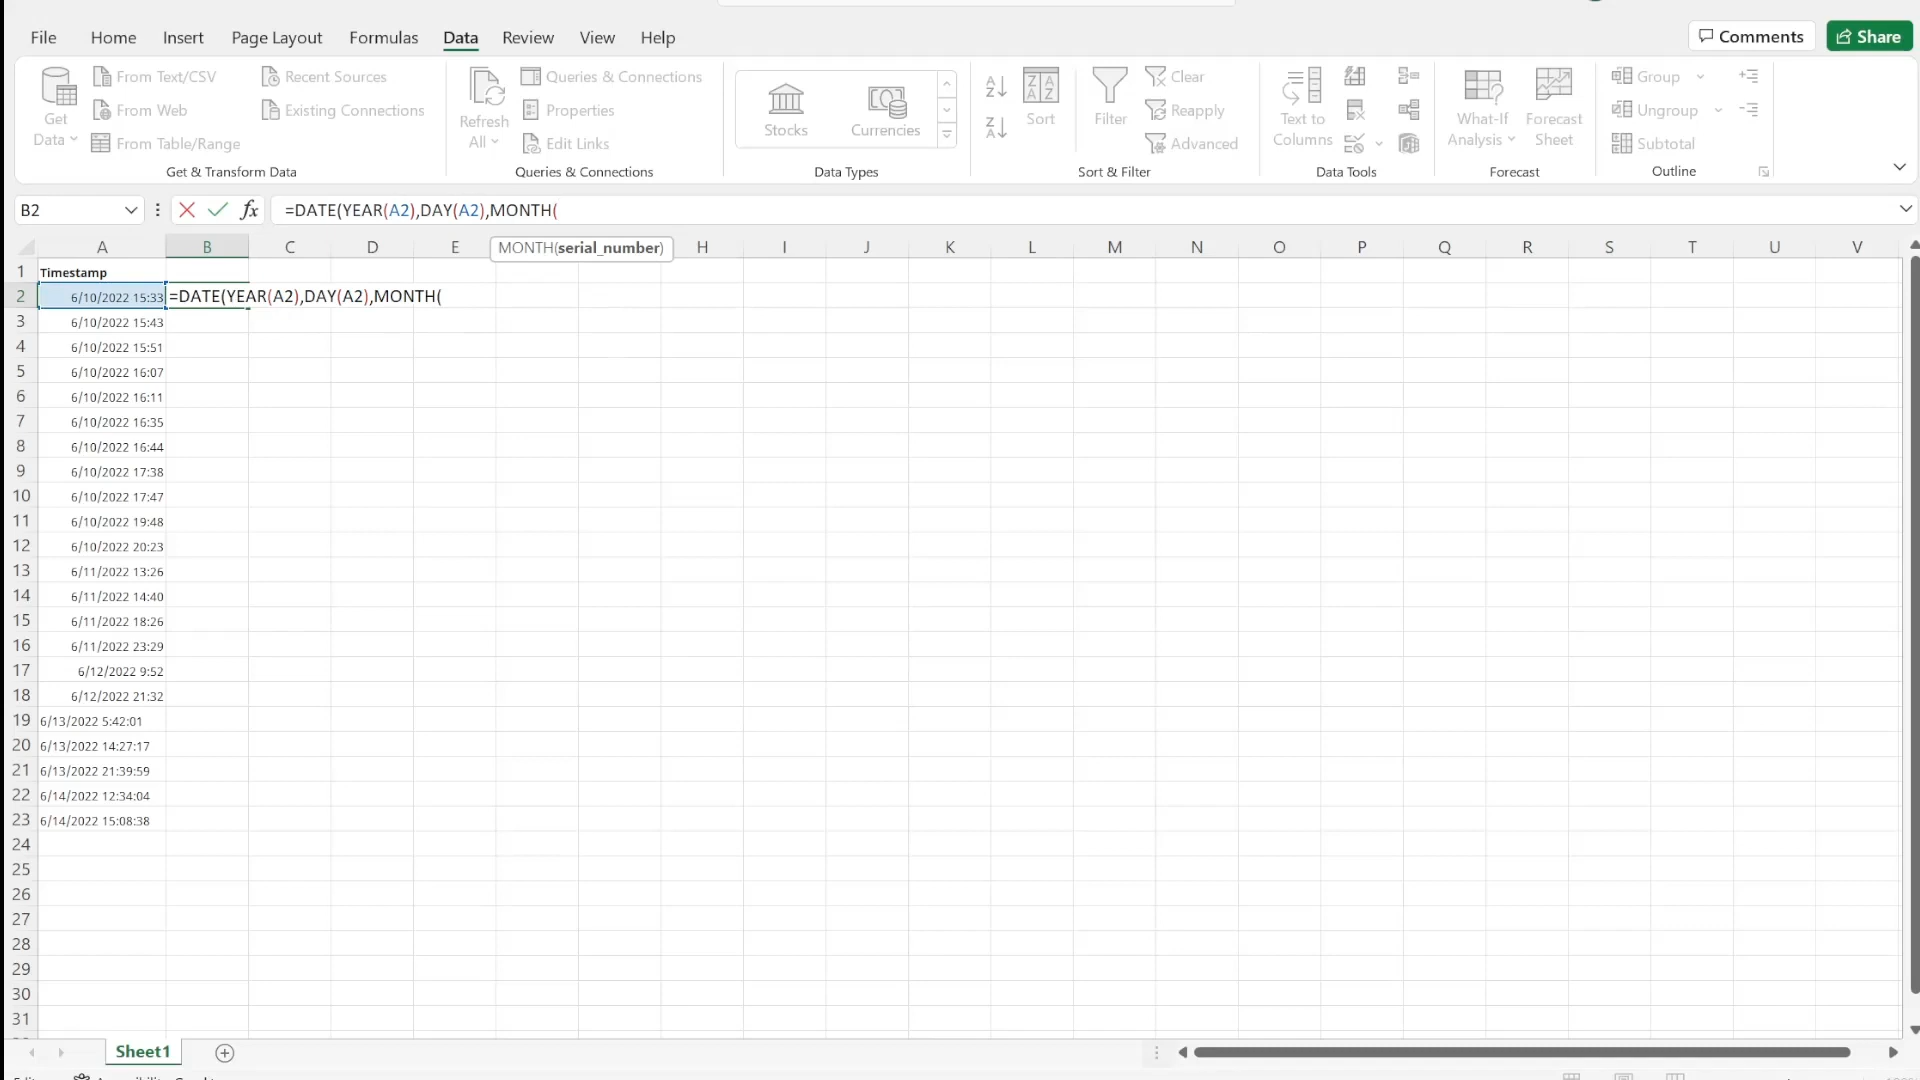 File Home Insert Page Layout Formulas Data Review View Help Comments Share
Get Data From Text/CSV From Web From Table/Range Recent Sources Existing Connections
Get & Transform Data
Refresh All Queries & Connections Properties Edit Links
Queries & Connections
Stocks Currencies
Data Types
Sort Filter Clear Reapply Advanced
Sort & Filter
Text to Columns
Data Tools
What-If Analysis Forecast Sheet
Forecast
Group Ungroup Subtotal
Outline
B2 fx =DATE(YEAR(A2),DAY(A2),MONTH(
A B C D E MONTH(serial_number) H I J K L M N O P Q R S T U V
1 Timestamp
2 6/10/2022 15:33 =DATE(YEAR(A2),DAY(A2),MONTH(
3 6/10/2022 15:43
4 6/10/2022 15:51
5 6/10/2022 16:07
6 6/10/2022 16:11
7 6/10/2022 16:35
8 6/10/2022 16:44
9 6/10/2022 17:38
10 6/10/2022 17:47
11 6/10/2022 19:48
12 6/10/2022 20:23
13 6/11/2022 13:26
14 6/11/2022 14:40
15 6/11/2022 18:26
16 6/11/2022 23:29
17 6/12/2022 9:52
18 6/12/2022 21:32
19 6/13/2022 5:42:01
20 6/13/2022 14:27:17
21 6/13/2022 21:39:59
22 6/14/2022 12:34:04
23 6/14/2022 15:08:38
24
25
26
27
28
29
30
31
Sheet1